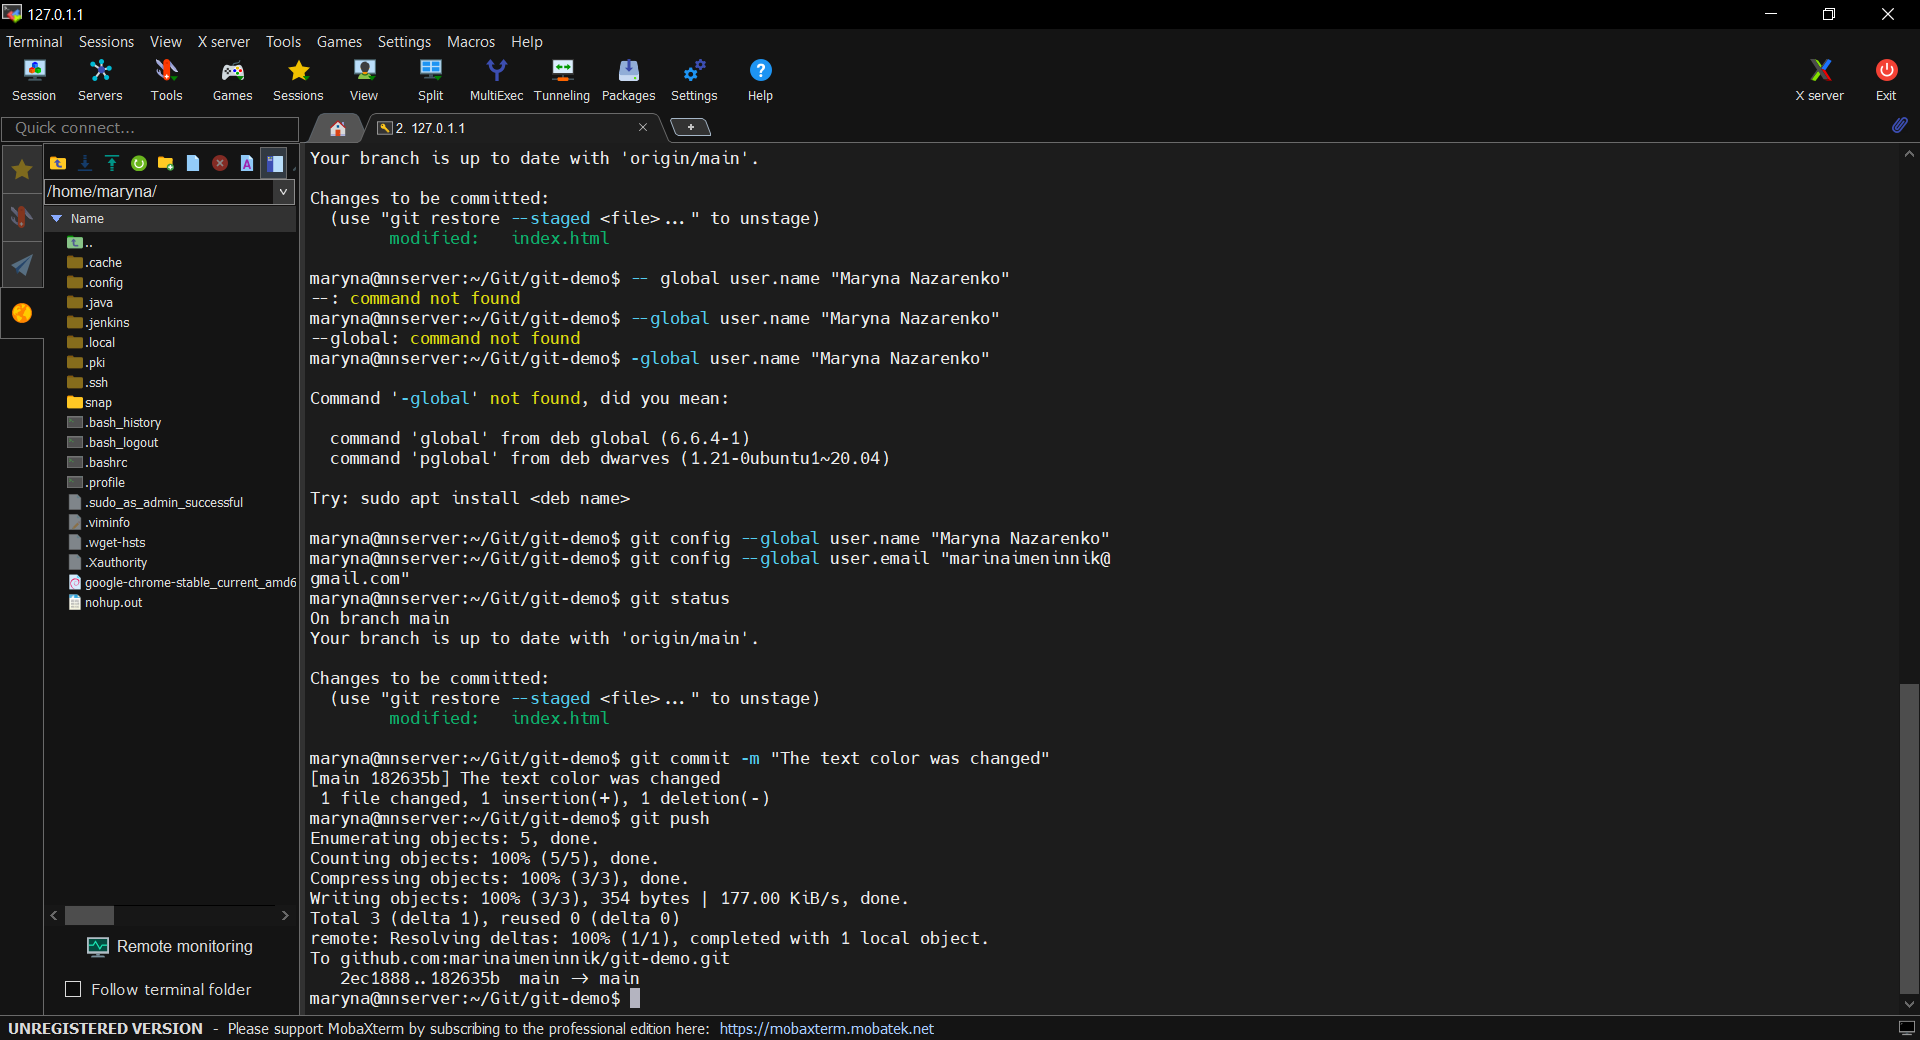 127.0.1.1
Terminal Sessions View X server Tools Games Settings Macros Help
Session Servers Tools Games Sessions View Split MultiExec Tunneling Packages Settings Help X server Exit
Quick connect...
2. 127.0.1.1
/home/maryna/
Name
..
.cache
.config
.java
.jenkins
.local
.pki
.ssh
snap
.bash_history
.bash_logout
.bashrc
.profile
.sudo_as_admin_successful
.viminfo
.wget-hsts
.Xauthority
google-chrome-stable_current_amd6
nohup.out
Remote monitoring
Follow terminal folder
Your branch is up to date with 'origin/main'.
Changes to be committed:
  (use "git restore --staged <file>..." to unstage)
        modified:   index.html
maryna@mnserver:~/Git/git-demo$ -- global user.name "Maryna Nazarenko"
--: command not found
maryna@mnserver:~/Git/git-demo$ --global user.name "Maryna Nazarenko"
--global: command not found
maryna@mnserver:~/Git/git-demo$ -global user.name "Maryna Nazarenko"
Command '-global' not found, did you mean:
  command 'global' from deb global (6.6.4-1)
  command 'pglobal' from deb dwarves (1.21-0ubuntu1~20.04)
Try: sudo apt install <deb name>
maryna@mnserver:~/Git/git-demo$ git config --global user.name "Maryna Nazarenko"
maryna@mnserver:~/Git/git-demo$ git config --global user.email "marinaimeninnik@
gmail.com"
maryna@mnserver:~/Git/git-demo$ git status
On branch main
Your branch is up to date with 'origin/main'.
Changes to be committed:
  (use "git restore --staged <file>..." to unstage)
        modified:   index.html
maryna@mnserver:~/Git/git-demo$ git commit -m "The text color was changed"
[main 182635b] The text color was changed
 1 file changed, 1 insertion(+), 1 deletion(-)
maryna@mnserver:~/Git/git-demo$ git push
Enumerating objects: 5, done.
Counting objects: 100% (5/5), done.
Compressing objects: 100% (3/3), done.
Writing objects: 100% (3/3), 354 bytes | 177.00 KiB/s, done.
Total 3 (delta 1), reused 0 (delta 0)
remote: Resolving deltas: 100% (1/1), completed with 1 local object.
To github.com:marinaimeninnik/git-demo.git
   2ec1888..182635b  main -> main
maryna@mnserver:~/Git/git-demo$
UNREGISTERED VERSION - Please support MobaXterm by subscribing to the professional edition here: https://mobaxterm.mobatek.net